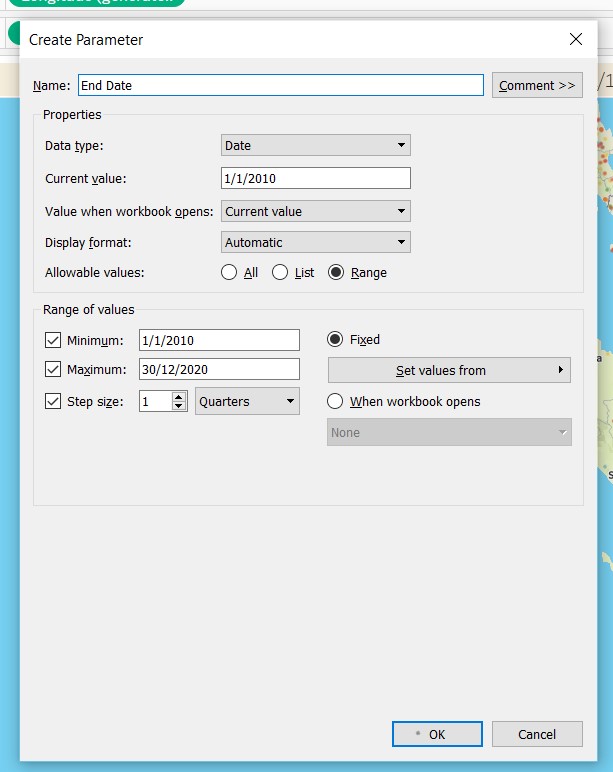 Longitude (generate..
Create Parameter
Name: End Date Comment >>
Properties
Data type: Date
Current value: 1/1/2010
Value when workbook opens: Current value
Display format: Automatic
Allowable values: All List Range
Range of values
Minimum: 1/1/2010 Fixed
Maximum: 30/12/2020 Set values from
Step size: 1 Quarters When workbook opens
None
OK Cancel